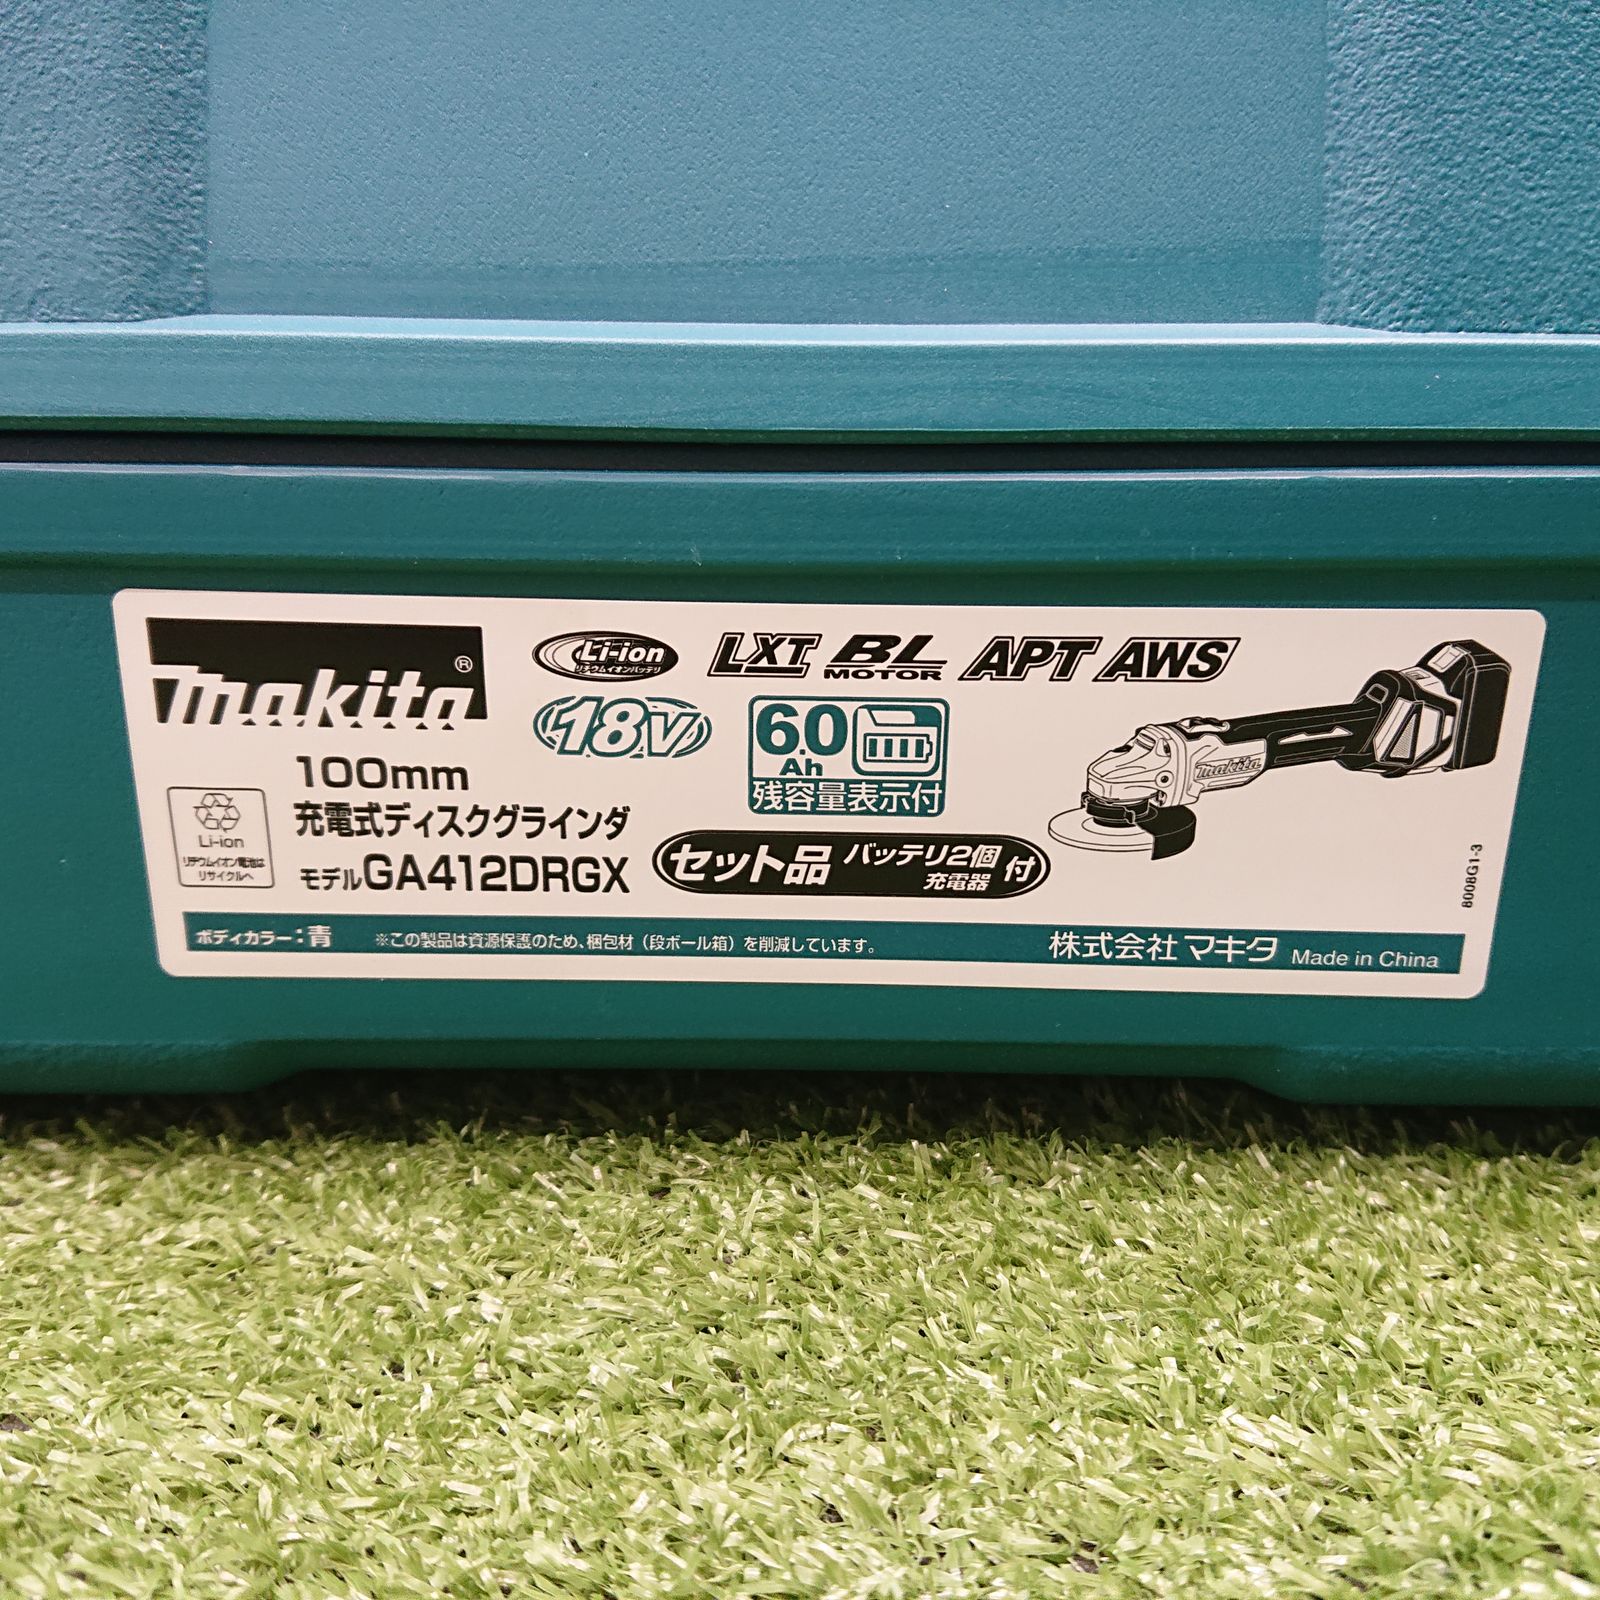 makita®
Li-ion
リチウムイオンバッテリ
LXT BL MOTOR APT AWS
18V
6.0 Ah
残容量表示付
100mm
充電式ディスクグラインダ
モデルGA412DRGX
Li-ion
リチウムイオン電池は
リサイクルへ
セット品 バッテリ2個 充電器 付
makita
8008G1-3
ボディカラー:青
※この製品は資源保護のため、梱包材(段ボール箱)を削減しています。
株式会社マキタ Made in China